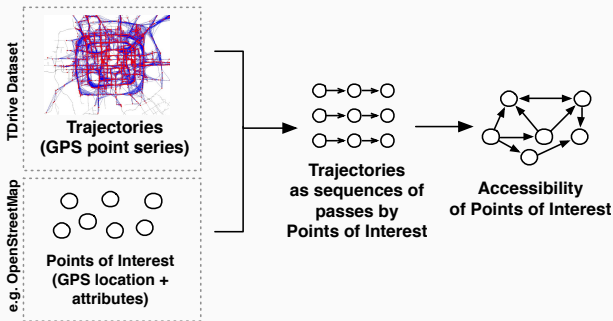 TDrive Dataset
Trajectories
(GPS point series)
e.g. OpenStreetMap
Points of Interest
(GPS location +
attributes)
Trajectories
as sequences of
passes by
Points of Interest
Accessibility
of Points of Interest